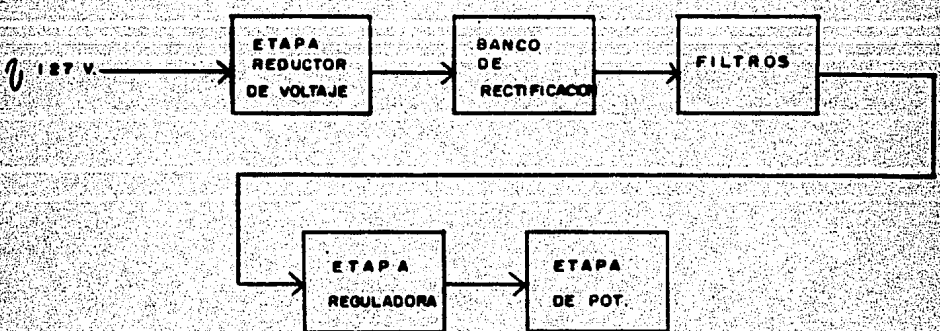 127 V.
ETAPA
REDUCTOR
DE VOLTAJE
BANCO
DE
RECTIFICACION
FILTROS
ETAPA
REGULADORA
ETAPA
DE POT.